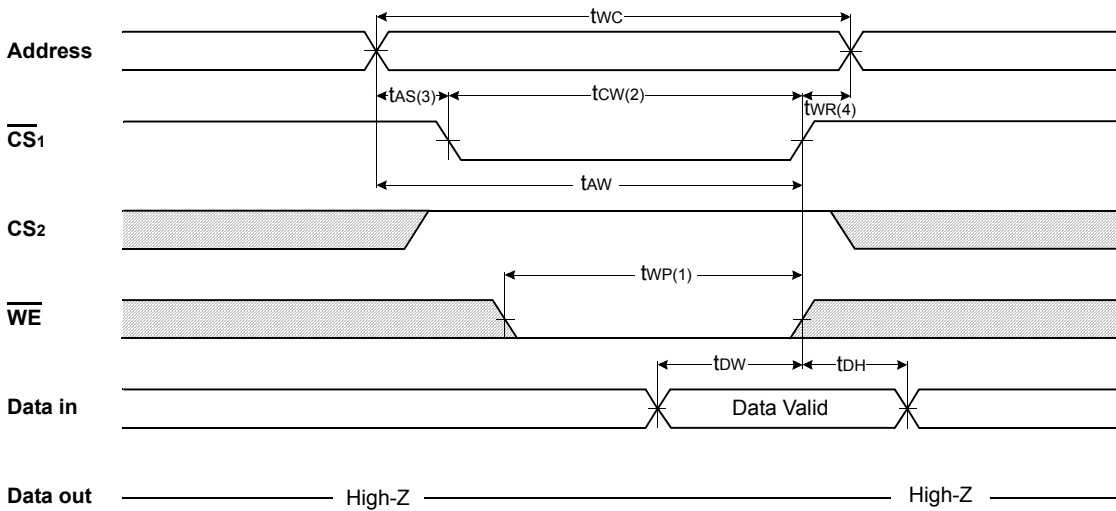 tWC
Address
tAS(3) tCW(2) tWR(4)
CS1
tAW
CS2
tWP(1)
WE
tDW tDH
Data in Data Valid
Data out High-Z High-Z